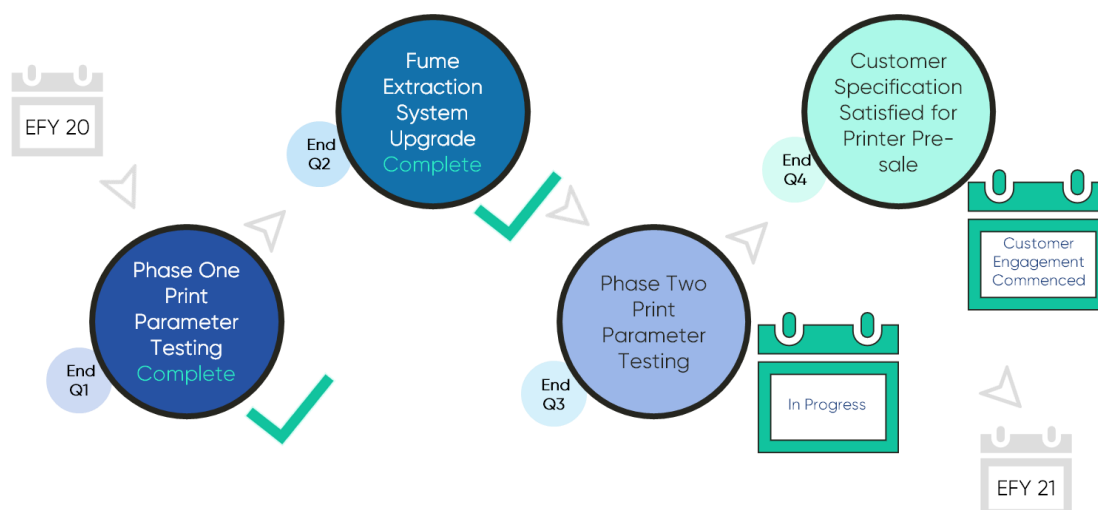 EFY 20
End
Q1
Phase One
Print
Parameter
Testing
Complete
End
Q2
Fume
Extraction
System
Upgrade
Complete
End
Q3
Phase Two
Print
Parameter
Testing
In Progress
End
Q4
Customer
Specification
Satisfied for
Printer Pre-
sale
Customer
Engagement
Commenced
EFY 21